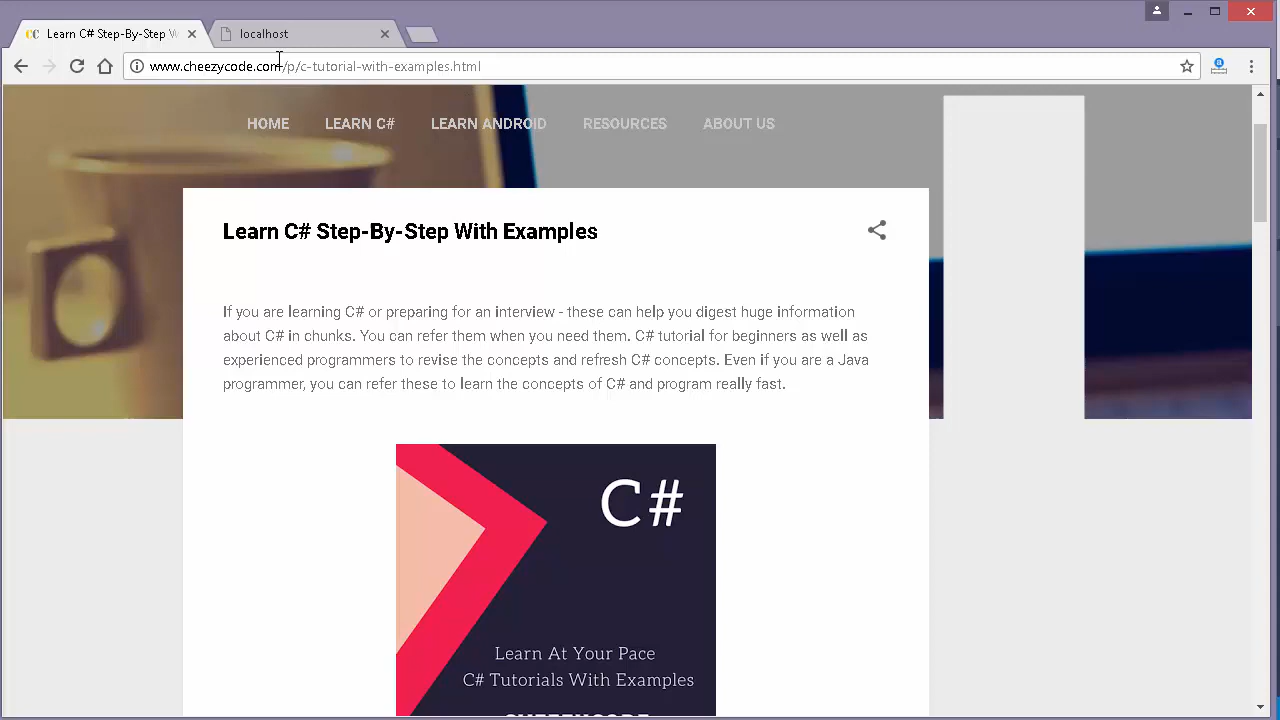 Learn C# Step-By-Step W
localhost
www.cheezycode.com/p/c-tutorial-with-examples.html
HOME LEARN C# LEARN ANDROID RESOURCES ABOUT US
Learn C# Step-By-Step With Examples
If you are learning C# or preparing for an interview - these can help you digest huge information
about C# in chunks. You can refer them when you need them. C# tutorial for beginners as well as
experienced programmers to revise the concepts and refresh C# concepts. Even if you are a Java
programmer, you can refer these to learn the concepts of C# and program really fast.
C#
Learn At Your Pace
C# Tutorials With Examples